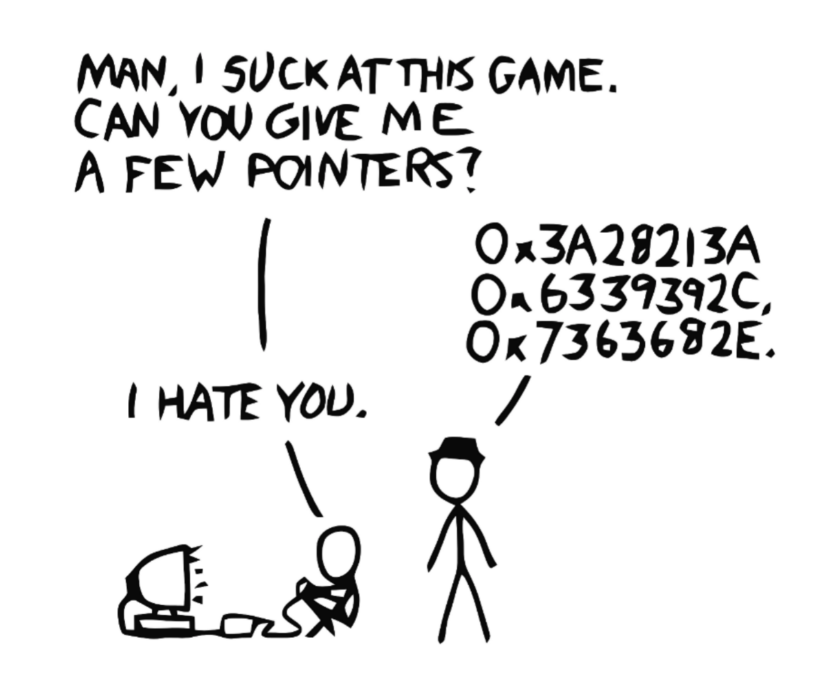 MAN, I SUCK AT THIS GAME.
CAN YOU GIVE ME
A FEW POINTERS?
0x3A28213A
0x6339392C,
0x7363682E.
I HATE YOU.